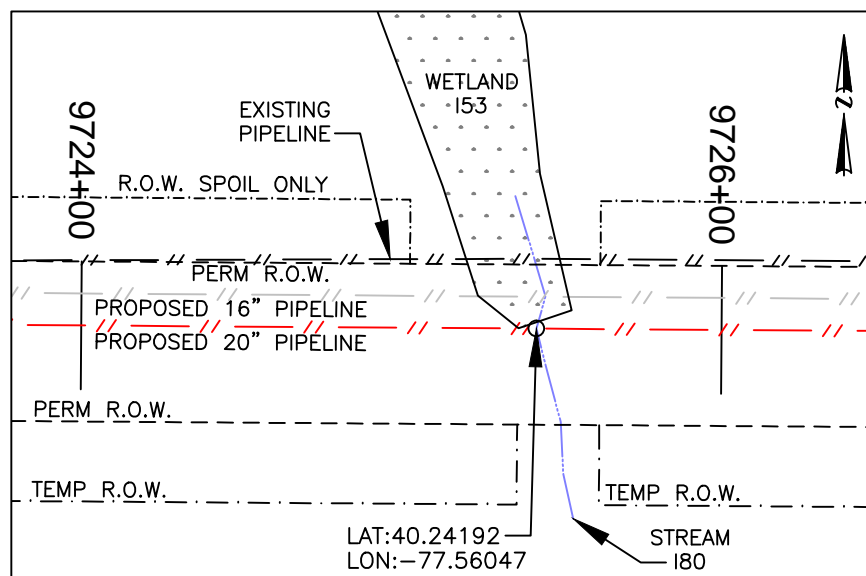 WETLAND
153
EXISTING
PIPELINE
N
9724+00
9726+00
R.O.W. SPOIL ONLY
PERM R.O.W.
PROPOSED 16" PIPELINE
PROPOSED 20" PIPELINE
PERM R.O.W.
TEMP R.O.W.
TEMP R.O.W.
LAT:40.24192
LON:-77.56047
STREAM
180